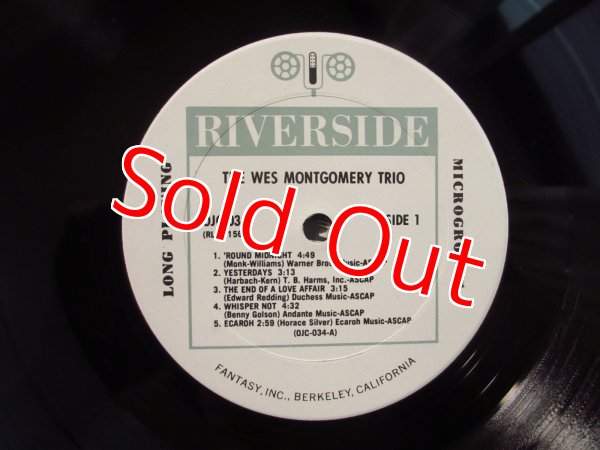 RIVERSIDE
THE WES MONTGOMERY TRIO
SIDE 1
LONG
1. 'ROUND MIDNIGHT 4:49
(Monk-Williams) Warner Bros. Music-ASCAP
2. YESTERDAYS 3:13
(Harbach-Kern) T. B. Harms, Inc.-ASCAP
3. THE END OF A LOVE AFFAIR 3:15
(Edward Redding) Duchess Music-ASCAP
4. WHISPER NOT 4:32
(Benny Golson) Andante Music-ASCAP
5. ECAROH 2:59 (Horace Silver) Ecaroh Music-ASCAP
(OJC-034-A)
FANTASY, INC., BERKELEY, CALIFORNIA
Sold Out